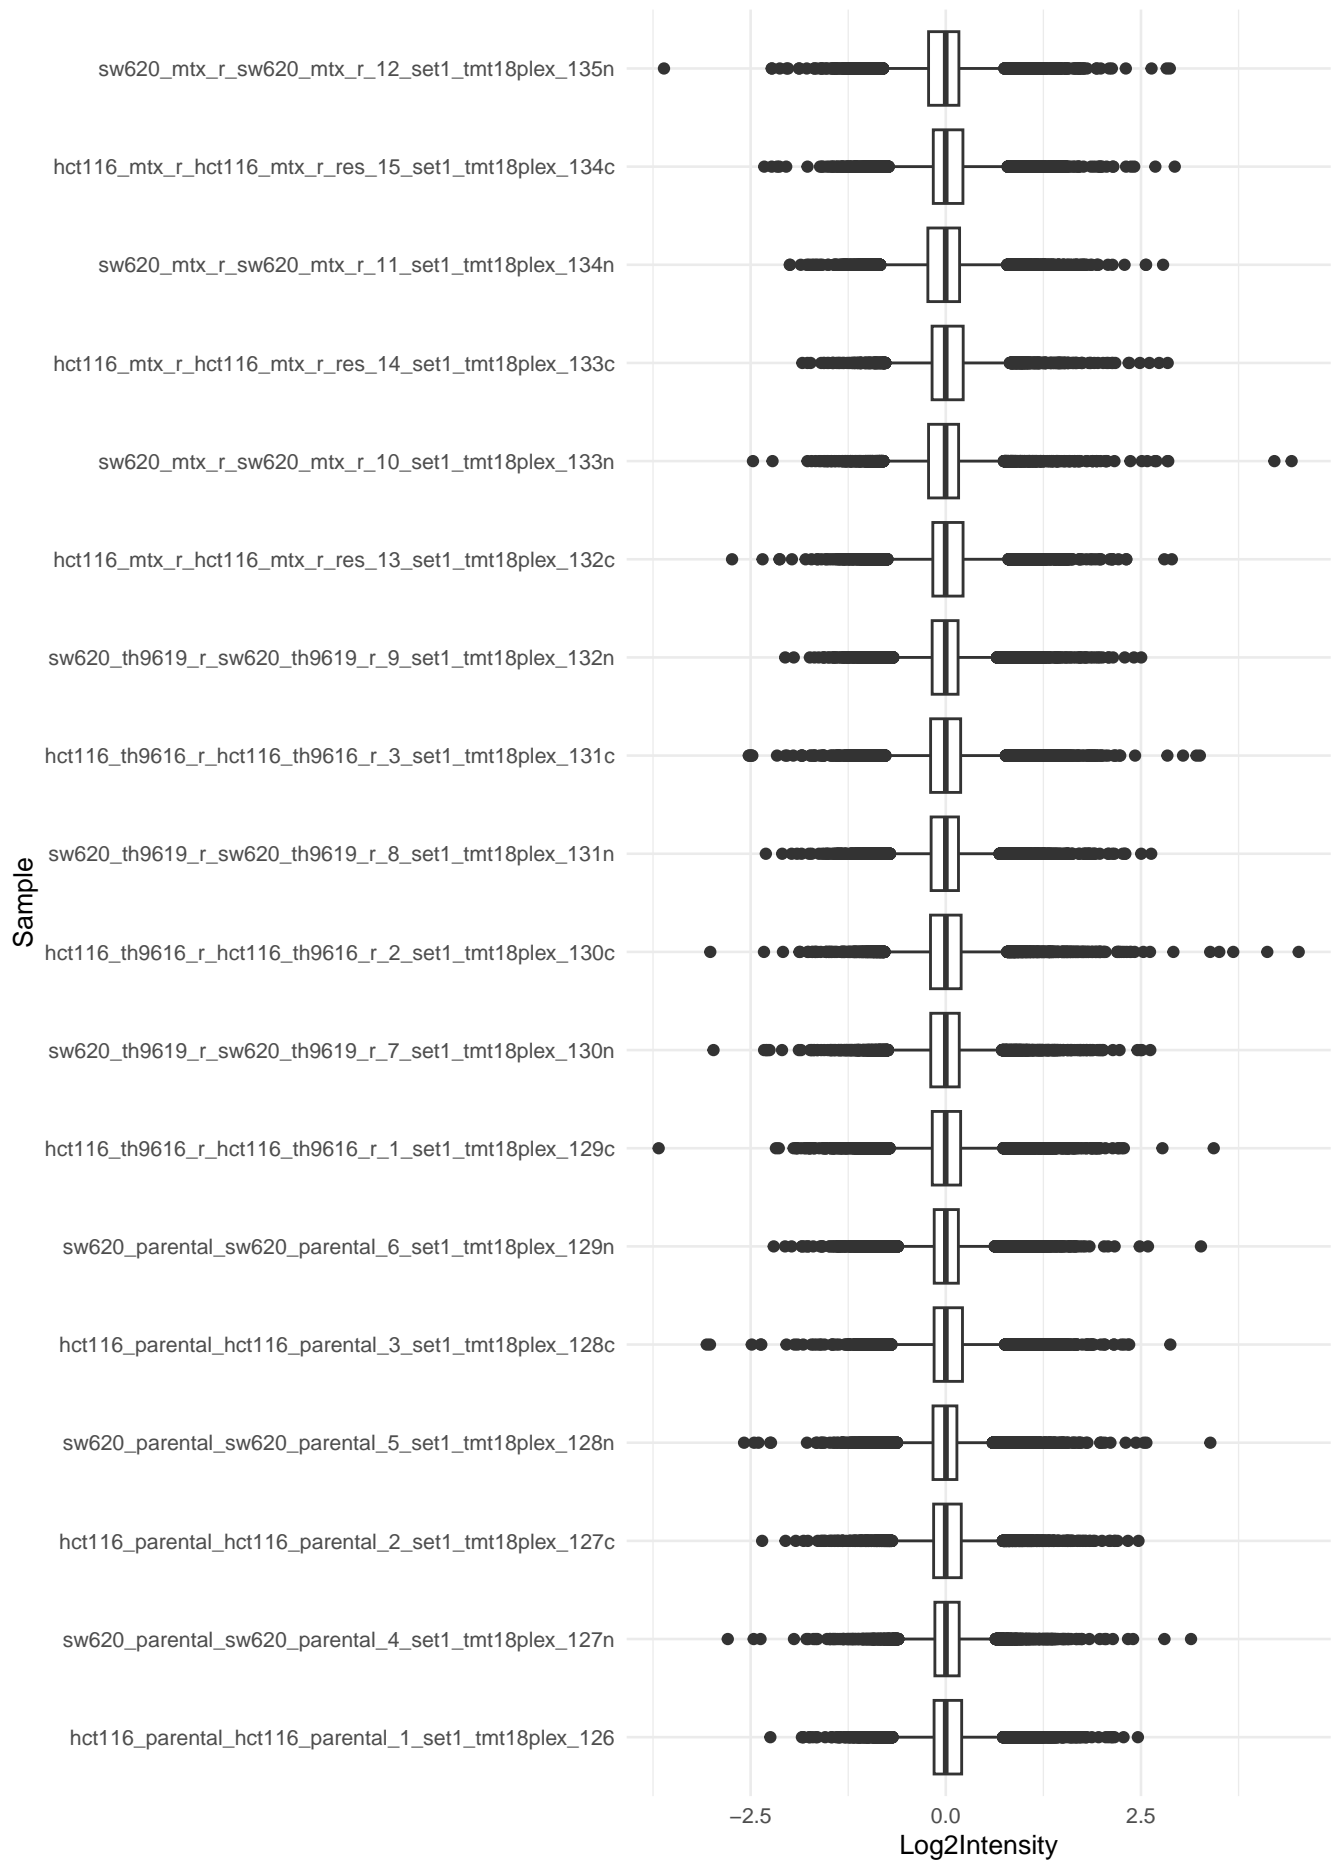 sw620_mtx_r_sw620_mtx_r_12_set1_tmt18plex_135n
hct116_mtx_r_hct116_mtx_r_res_15_set1_tmt18plex_134c
sw620_mtx_r_sw620_mtx_r_11_set1_tmt18plex_134n
hct116_mtx_r_hct116_mtx_r_res_14_set1_tmt18plex_133c
sw620_mtx_r_sw620_mtx_r_10_set1_tmt18plex_133n
hct116_mtx_r_hct116_mtx_r_res_13_set1_tmt18plex_132c
sw620_th9619_r_sw620_th9619_r_9_set1_tmt18plex_132n
hct116_th9616_r_hct116_th9616_r_3_set1_tmt18plex_131c
sw620_th9619_r_sw620_th9619_r_8_set1_tmt18plex_131n
Sample
hct116_th9616_r_hct116_th9616_r_2_set1_tmt18plex_130c
sw620_th9619_r_sw620_th9619_r_7_set1_tmt18plex_130n
hct116_th9616_r_hct116_th9616_r_1_set1_tmt18plex_129c
sw620_parental_sw620_parental_6_set1_tmt18plex_129n
hct116_parental_hct116_parental_3_set1_tmt18plex_128c
sw620_parental_sw620_parental_5_set1_tmt18plex_128n
hct116_parental_hct116_parental_2_set1_tmt18plex_127c
sw620_parental_sw620_parental_4_set1_tmt18plex_127n
hct116_parental_hct116_parental_1_set1_tmt18plex_126
−2.5 0.0 2.5
Log2Intensity